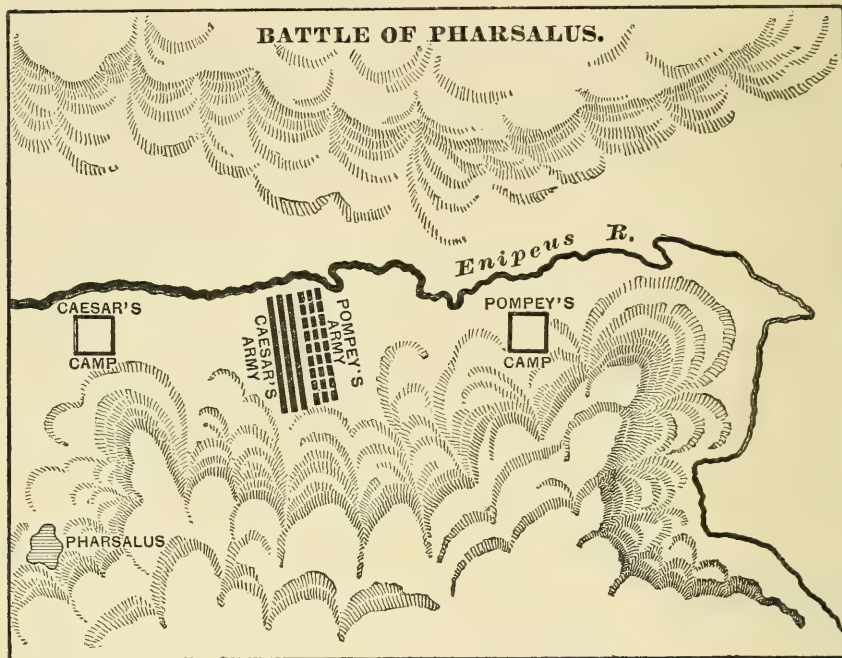 BATTLE OF PHARSALUS.
Enipeus R.
CAESAR'S
CAMP
CAESAR'S
ARMY
POMPEY'S
ARMY
POMPEY'S
CAMP
PHARSALUS